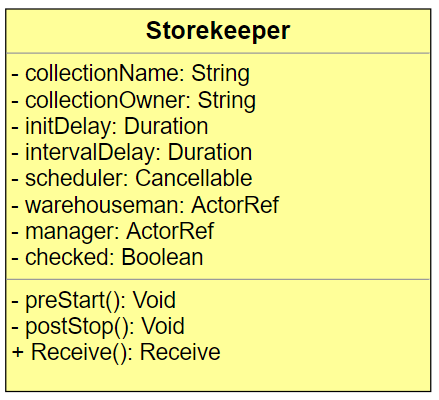 Storekeeper
- collectionName: String
- collectionOwner: String
- initDelay: Duration
- intervalDelay: Duration
- scheduler: Cancellable
- warehouseman: ActorRef
- manager: ActorRef
- checked: Boolean
- preStart(): Void
- postStop(): Void
+ Receive(): Receive